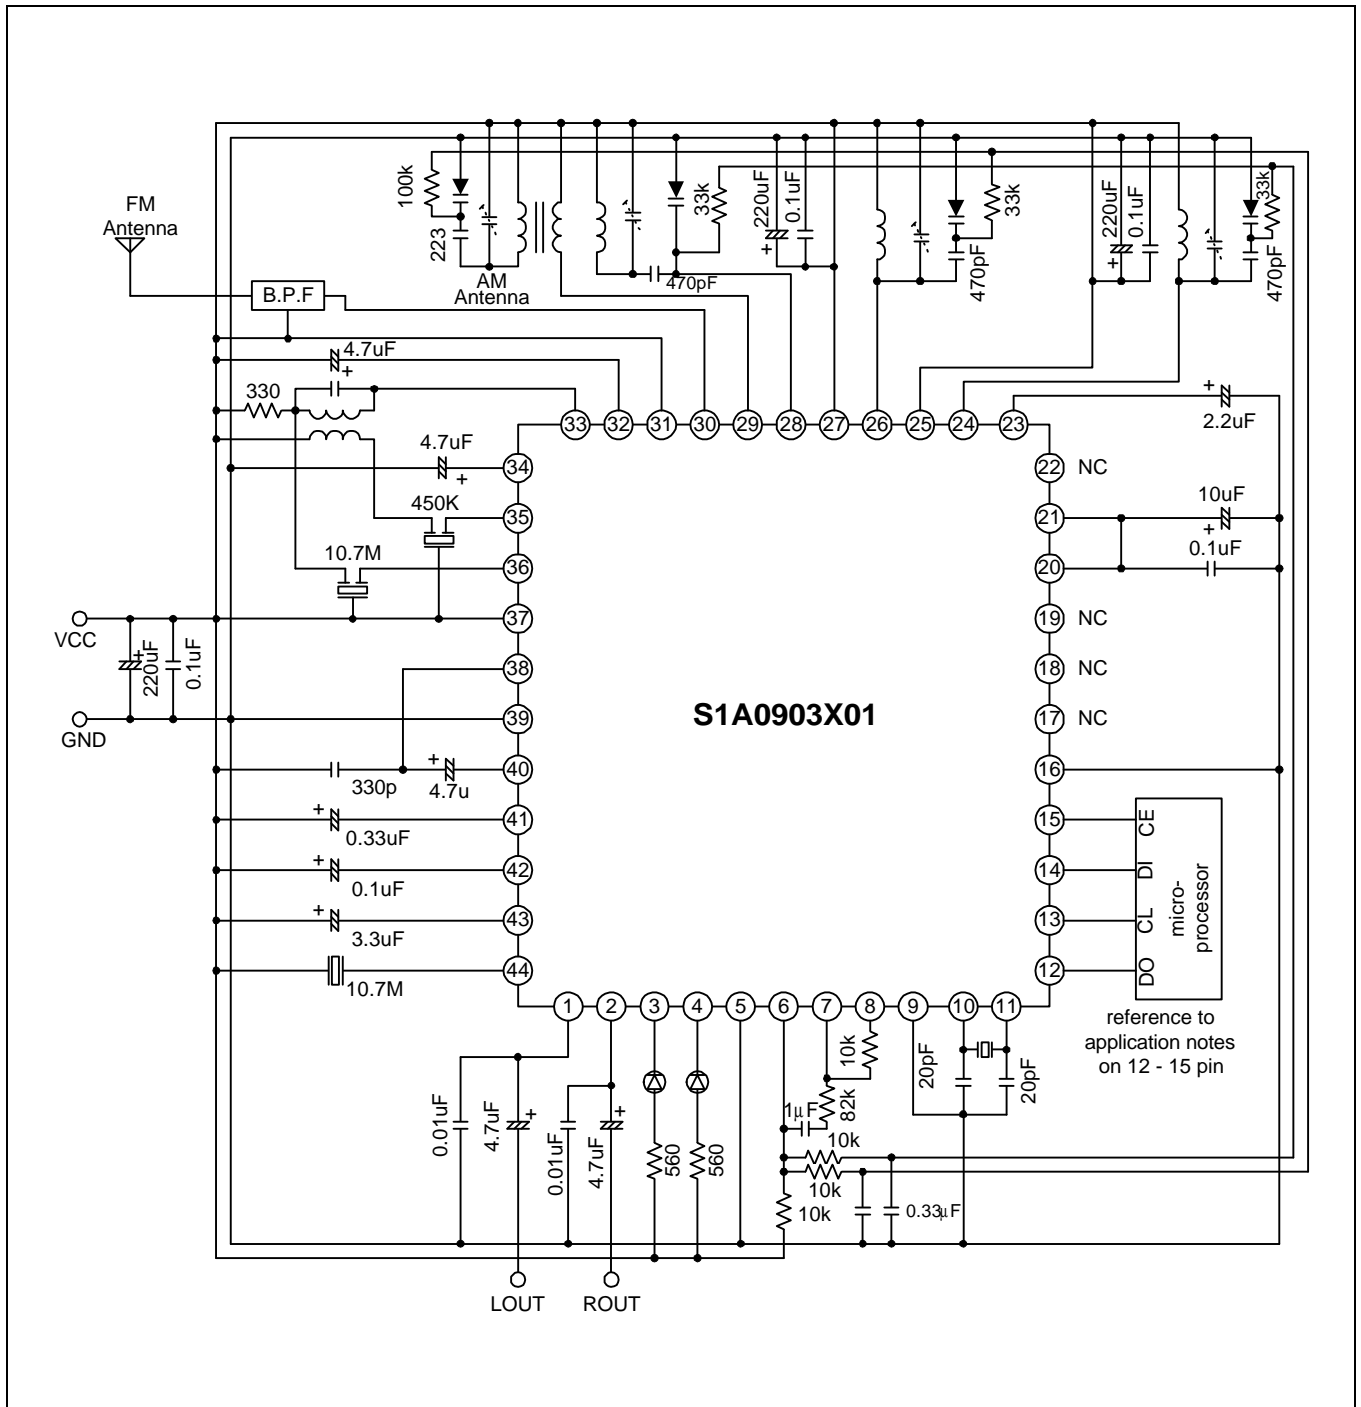 FM
Antenna
100k
223
AM
Antenna
470pF
33k
220uF
+
0.1uF
470pF
33k
220uF
+
0.1uF
33k
470pF
B.P.F
4.7uF
+
330
33
32
31
30
29
28
27
26
25
24
23
+
2.2uF
4.7uF
+
34
22
NC
450K
35
21
10uF
+
10.7M
36
20
0.1uF
VCC
37
19
NC
+
220uF
0.1uF
38
18
NC
GND
39
S1A0903X01
17
NC
330p
+
4.7u
40
16
+
0.33uF
41
15
CE
+
0.1uF
42
14
DI
+
3.3uF
43
13
CL
10.7M
44
12
DO
micro-
processor
reference to
application notes
on 12 - 15 pin
1
2
3
4
5
6
7
8
9
10
11
0.01uF
4.7uF
+
0.01uF
4.7uF
+
560
560
1µF
82k
10k
20pF
20pF
10k
10k
10k
0.33µF
LOUT
ROUT